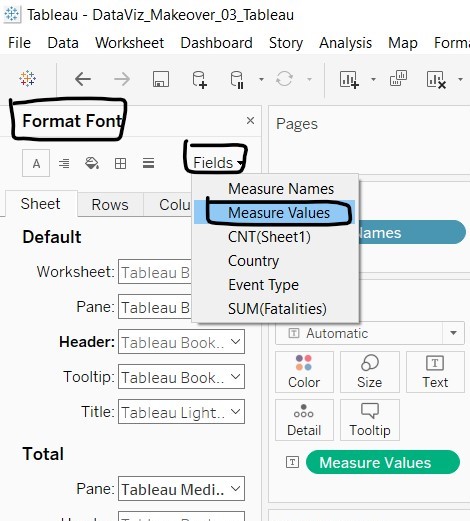 Tableau - DataViz_Makeover_03_Tableau
File Data Worksheet Dashboard Story Analysis Map Forma
Format Font
Pages
A
Fields
Sheet Rows Colu
Measure Names
Measure Values
CNT(Sheet1)
Country
Event Type
SUM(Fatalities)
Names
Default
Worksheet: Tableau B
Pane: Tableau B
Header: Tableau Book..
Tooltip: Tableau Book..
Title: Tableau Light..
T Automatic
Color Size Text
Detail Tooltip
T Measure Values
Total
Pane: Tableau Medi..